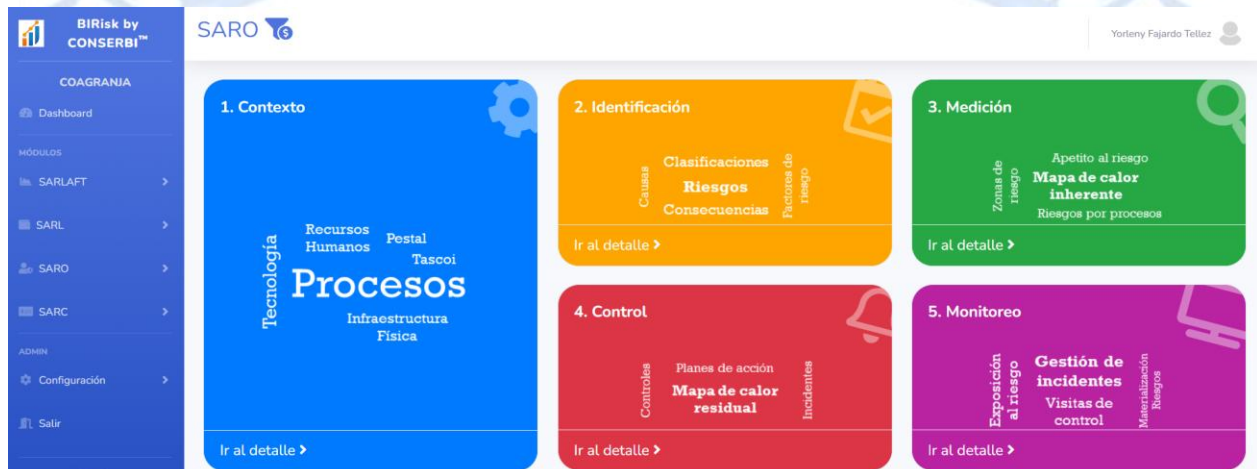 BIRisk by
CONSERBI™
COAGRANJA
Dashboard
MÓDULOS
SARLAFT
SARL
SARO
SARC
ADMIN
Configuración
Salir
SARO
Yorleny Fajardo Tellez
1. Contexto
Tecnología
Recursos
Humanos
Pestal
Tascoi
Procesos
Infraestructura
Física
Ir al detalle
2. Identificación
Causas
Clasificaciones
Riesgos
Consecuencias
Factores de
riesgo
Ir al detalle
3. Medición
Zonas de
riesgo
Apetito al riesgo
Mapa de calor
inherente
Riesgos por procesos
Ir al detalle
4. Control
Controles
Planes de acción
Mapa de calor
residual
Incidentes
Ir al detalle
5. Monitoreo
Exposición
al riesgo
Gestión de
incidentes
Visitas de
control
Materialización
Riesgos
Ir al detalle